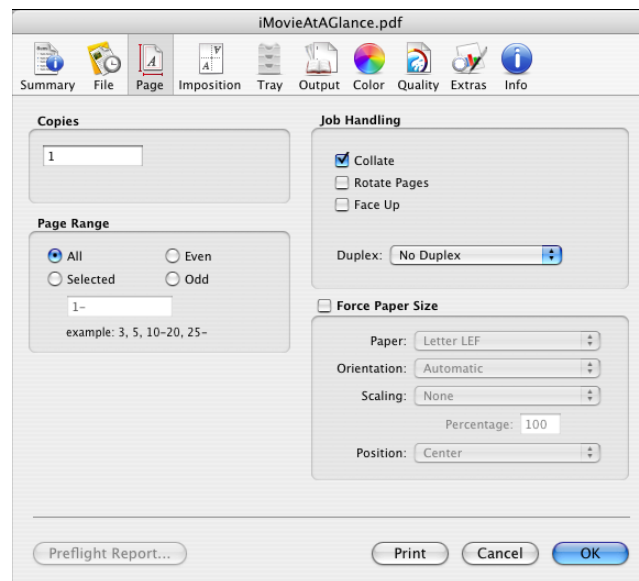 iMovieAtAGlance.pdf
Summary File Page Imposition Tray Output Color Quality Extras Info
Copies
1
Page Range
All Even
Selected Odd
1-
example: 3, 5, 10-20, 25-
Job Handling
Collate
Rotate Pages
Face Up
Duplex: No Duplex
Force Paper Size
Paper: Letter LEF
Orientation: Automatic
Scaling: None
Percentage: 100
Position: Center
Preflight Report... Print Cancel OK